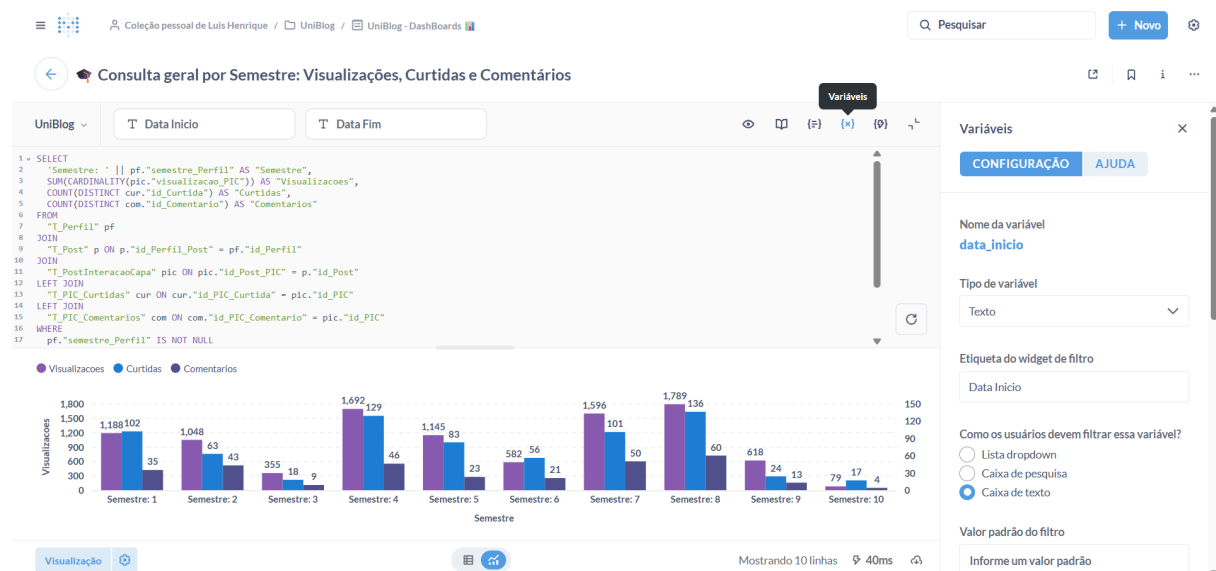 Coleção pessoal de Luis Henrique / UniBlog / UniBlog - DashBoards
Pesquisar
+ Novo
Consulta geral por Semestre: Visualizações, Curtidas e Comentários
Variáveis
UniBlog
Data Inicio
Data Fim
1 SELECT
2 'Semestre: ' || pf."semestre_Perfil" AS "Semestre",
3 SUM(CARDINALITY(pic."visualizacao_PIC")) AS "Visualizacoes",
4 COUNT(DISTINCT cur."id_Curtida") AS "Curtidas",
5 COUNT(DISTINCT com."id_Comentario") AS "Comentarios"
6 FROM
7 "T_Perfil" pf
8 JOIN
9 "T_Post" p ON p."id_Perfil_Post" = pf."id_Perfil"
10 JOIN
11 "T_PostInteracaoCapa" pic ON pic."id_Post_PIC" = p."id_Post"
12 LEFT JOIN
13 "T_PIC_Curtidas" cur ON cur."id_PIC_Curtida" = pic."id_PIC"
14 LEFT JOIN
15 "T_PIC_Comentarios" com ON com."id_PIC_Comentario" = pic."id_PIC"
16 WHERE
17 pf."semestre_Perfil" IS NOT NULL
Visualizacoes Curtidas Comentarios
Visualizacoes
1,800
1,500
1,200
900
600
300
0
1,188 102 35
1,048 63 43
355 18 9
1,692 129 46
1,145 83 23
582 56 21
1,596 101 50
1,789 136 60
618 24 13
79 17 4
150
120
90
60
30
0
Semestre: 1 Semestre: 2 Semestre: 3 Semestre: 4 Semestre: 5 Semestre: 6 Semestre: 7 Semestre: 8 Semestre: 9 Semestre: 10
Semestre
Visualização
Mostrando 10 linhas 40ms
Variáveis
CONFIGURAÇÃO AJUDA
Nome da variável
data_inicio
Tipo de variável
Texto
Etiqueta do widget de filtro
Data Inicio
Como os usuários devem filtrar essa variável?
Lista dropdown
Caixa de pesquisa
Caixa de texto
Valor padrão do filtro
Informe um valor padrão